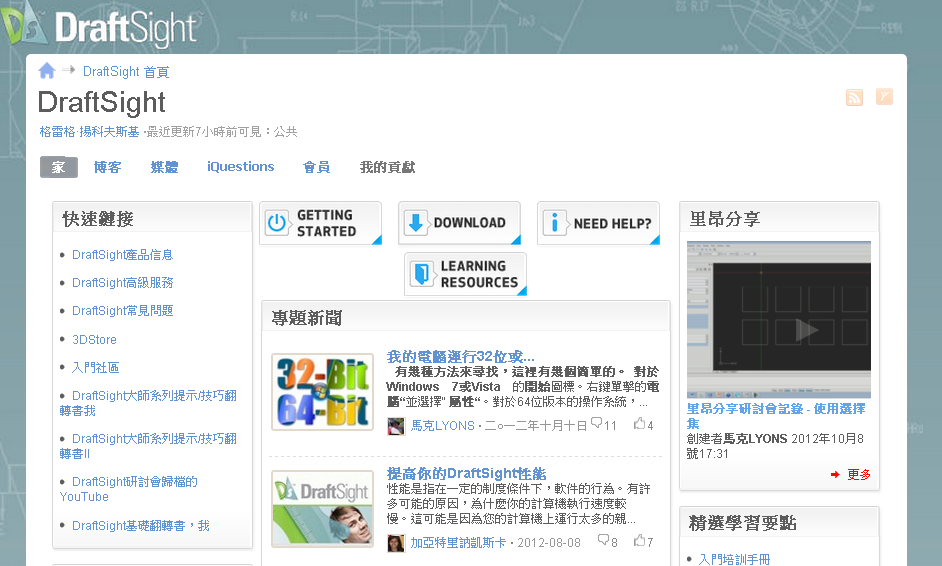 DraftSight
DraftSight 首頁
DraftSight
格雷格·揚科夫斯基 ·最近更新7小時前可見：公共
家 博客 媒體 iQuestions 會員 我的貢獻
快速鏈接
DraftSight產品信息
DraftSight高級服務
DraftSight常見問題
3DStore
入門社區
DraftSight大師系列提示/技巧翻
轉書我
DraftSight大師系列提示/技巧翻
轉書II
DraftSight研討會歸檔的
YouTube
DraftSight基礎翻轉書，我
GETTING
STARTED
DOWNLOAD
NEED HELP?
LEARNING
RESOURCES
專題新聞
32-Bit
64-Bit
我的電腦運行32位或...
有幾種方法來尋找，這裡有幾個簡單的。 對於
Windows 7或Vista 的開始圖標。右鍵單擊的電
腦“並選擇” 屬性“。對於64位版本的操作系統，...
馬克LYONS · 二○一二年十月十日 11 4
DraftSight
提高你的DraftSight性能
性能是指在一定的制度條件下，軟件的行為。有許
多可能的原因，為什麼你的計算機執行速度較
慢。這可能是因為您的計算機上運行太多的親...
加亞特里訥凱斯卡 · 2012-08-08 8 7
里昂分享
里昂分享研討會記錄 - 使用選擇
集
創建者馬克LYONS 2012年10月8
號17:31
更多
精選學習要點
入門培訓手冊